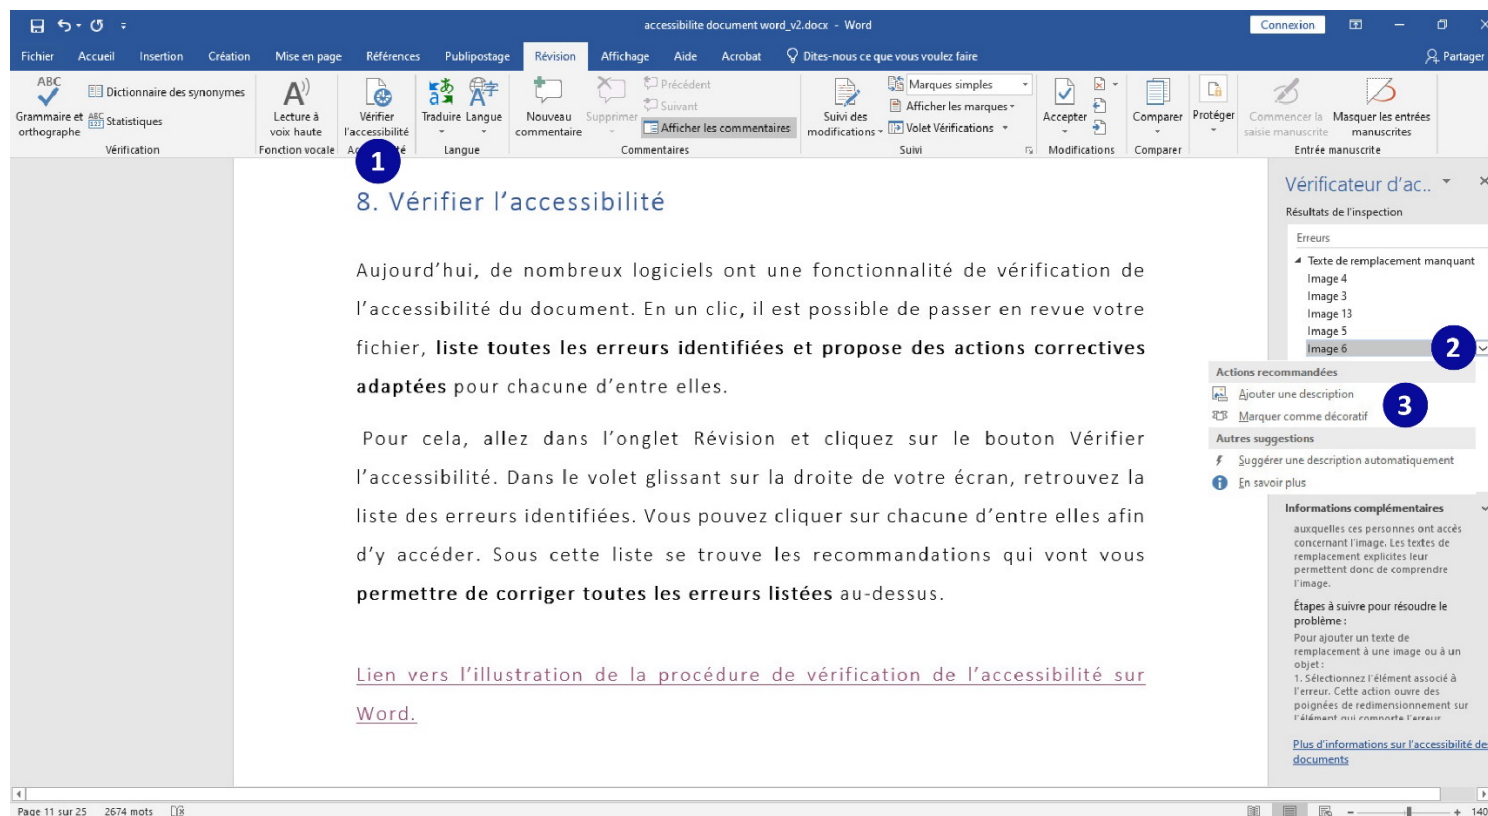 accessibilite document word_v2.docx - Word
Connexion
Fichier Accueil Insertion Création Mise en page Références Publipostage Révision Affichage Aide Acrobat Dites-nous ce que vous voulez faire Partager
ABC
Grammaire et orthographe
Dictionnaire des synonymes
ABC 123 Statistiques
Vérification
A
Lecture à voix haute
Fonction vocale
Vérifier l'accessibilité
1
Traduire Langue
Langue
Nouveau commentaire
Supprimer
Précédent
Suivant
Afficher les commentaires
Commentaires
Suivi des modifications
Marques simples
Afficher les marques
Volet Vérifications
Suivi
Accepter
Modifications
Comparer
Comparer
Protéger
Commencer la saisie manuscrite
Masquer les entrées manuscrites
Entrée manuscrite
8. Vérifier l'accessibilité
Aujourd'hui, de nombreux logiciels ont une fonctionnalité de vérification de
l'accessibilité du document. En un clic, il est possible de passer en revue votre
fichier, liste toutes les erreurs identifiées et propose des actions correctives
adaptées pour chacune d'entre elles.
Pour cela, allez dans l'onglet Révision et cliquez sur le bouton Vérifier
l'accessibilité. Dans le volet glissant sur la droite de votre écran, retrouvez la
liste des erreurs identifiées. Vous pouvez cliquer sur chacune d'entre elles afin
d'y accéder. Sous cette liste se trouve les recommandations qui vont vous
permettre de corriger toutes les erreurs listées au-dessus.
Lien vers l'illustration de la procédure de vérification de l'accessibilité sur
Word.
Vérificateur d'ac..
Résultats de l'inspection
Erreurs
Texte de remplacement manquant
Image 4
Image 3
Image 13
Image 5
Image 6
2
Actions recommandées
Ajouter une description
Marquer comme décoratif
3
Autres suggestions
Suggérer une description automatiquement
En savoir plus
Informations complémentaires
auxquelles ces personnes ont accès
concernant l'image. Les textes de
remplacement explicites leur
permettent donc de comprendre
l'image.
Étapes à suivre pour résoudre le
problème :
Pour ajouter un texte de
remplacement à une image ou à un
objet :
1. Sélectionnez l'élément associé à
l'erreur. Cette action ouvre des
poignées de redimensionnement sur
l'élément qui comporte l'erreur
Plus d'informations sur l'accessibilité des
documents
Page 11 sur 25 2674 mots
140